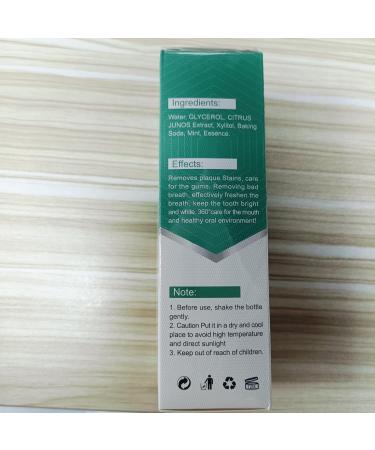 Ingredients:
Water, GLYCEROL, CITRUS
JUNOS Extract, Xylitol, Baking
Soda, Mint, Essence.
Effects:
Removes plaque Stains, care
for the gums. Removing bad
breath, effectively freshen the
breath, keep the tooth bright
and white, 360°care for the mouth
and healthy oral environment!
Note:
1. Before use, shake the bottle
gently.
2. Caution Put it in a dry and cool
place to avoid high temperature
and direct sunlight
3. Keep out of reach of children.